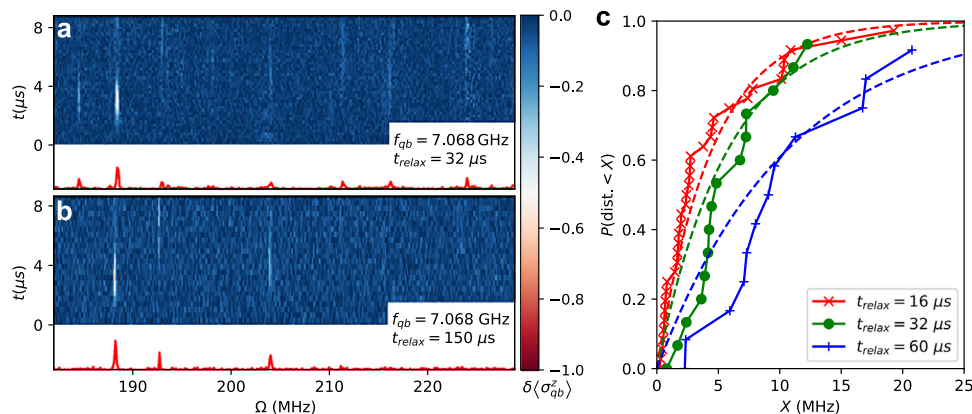 a
8
4
0
t(μs)
f_qb = 7.068 GHz
t_relax = 32 μs
b
8
4
0
t(μs)
f_qb = 7.068 GHz
t_relax = 150 μs
190 200 210 220
Ω (MHz)
0.0
−0.2
−0.4
−0.6
−0.8
−1.0
δ⟨σ^z_qb⟩
c
1.0
0.8
0.6
0.4
0.2
0.0
P(dist. < X)
t_relax = 16 μs
t_relax = 32 μs
t_relax = 60 μs
0 5 10 15 20 25
X (MHz)